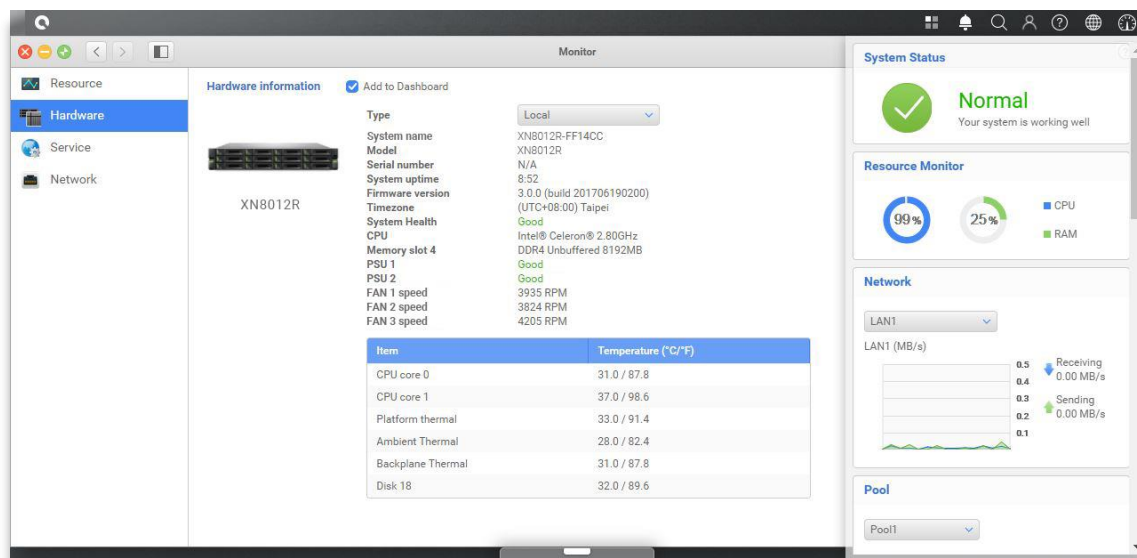 Monitor
Resource
Hardware
Service
Network
Hardware information
Add to Dashboard
XN8012R
Type Local
System name XN8012R-FF14CC
Model XN8012R
Serial number N/A
System uptime 8:52
Firmware version 3.0.0 (build 201706190200)
Timezone (UTC+08:00) Taipei
System Health Good
CPU Intel® Celeron® 2.80GHz
Memory slot 4 DDR4 Unbuffered 8192MB
PSU 1 Good
PSU 2 Good
FAN 1 speed 3935 RPM
FAN 2 speed 3824 RPM
FAN 3 speed 4205 RPM
Item Temperature (°C/°F)
CPU core 0 31.0 / 87.8
CPU core 1 37.0 / 98.6
Platform thermal 33.0 / 91.4
Ambient Thermal 28.0 / 82.4
Backplane Thermal 31.0 / 87.8
Disk 18 32.0 / 89.6
System Status
Normal
Your system is working well
Resource Monitor
99%
25%
CPU
RAM
Network
LAN1
LAN1 (MB/s)
0.5
0.4
0.3
0.2
0.1
Receiving
0.00 MB/s
Sending
0.00 MB/s
Pool
Pool1